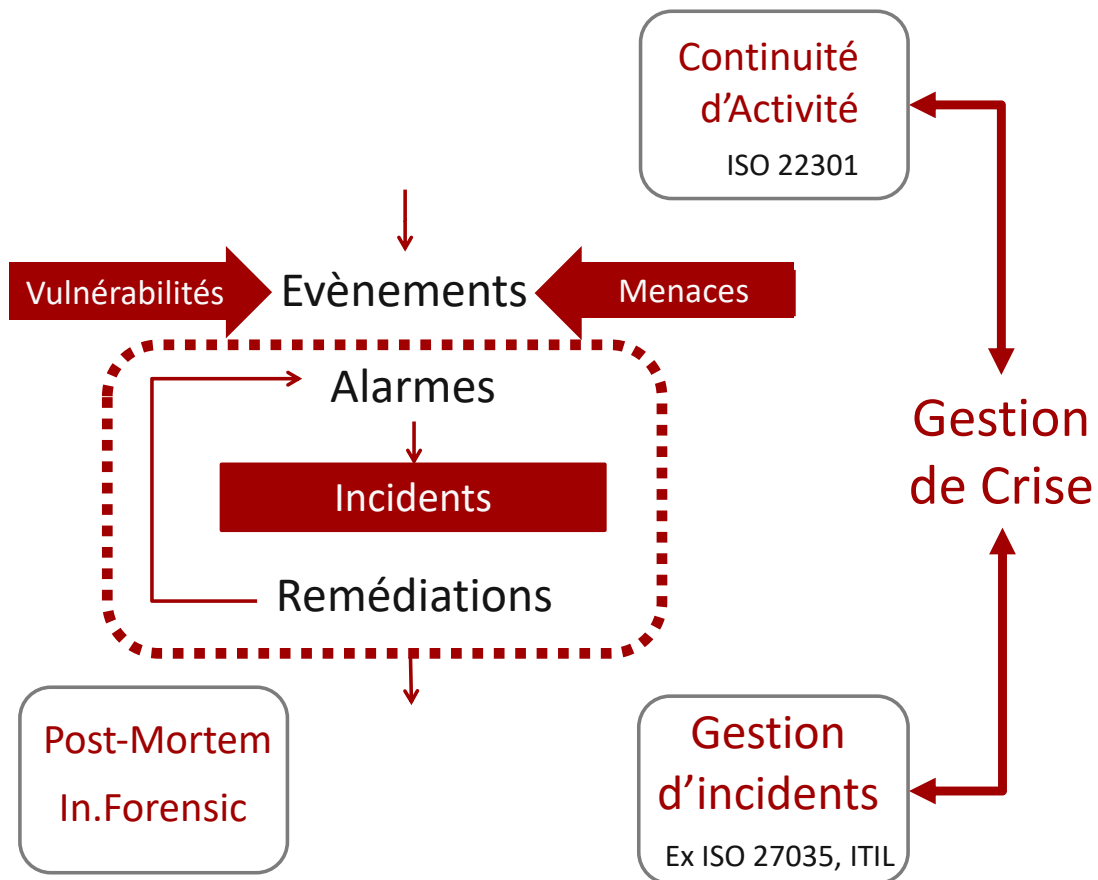 Continuité
d’Activité
ISO 22301
Vulnérabilités
Evènements
Menaces
Alarmes
Incidents
Remédiations
Gestion
de Crise
Post-Mortem
In.Forensic
Gestion
d’incidents
Ex ISO 27035, ITIL